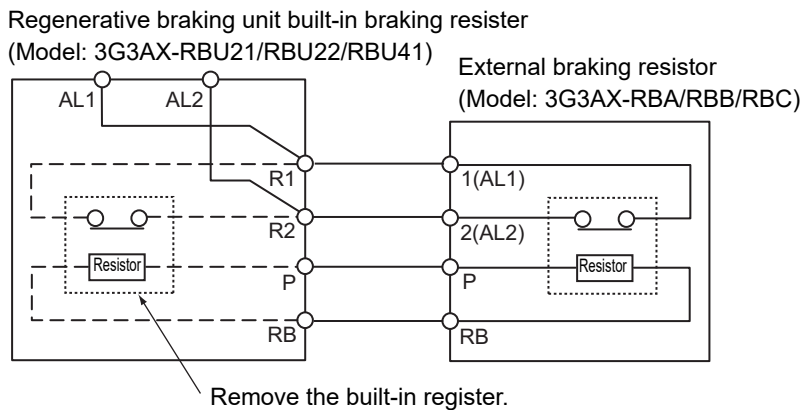 Regenerative braking unit built-in braking resister
(Model: 3G3AX-RBU21/RBU22/RBU41)
External braking resistor
(Model: 3G3AX-RBA/RBB/RBC)
AL1
AL2
R1
1(AL1)
R2
2(AL2)
Resistor
P
P
Resistor
RB
RB
Remove the built-in register.